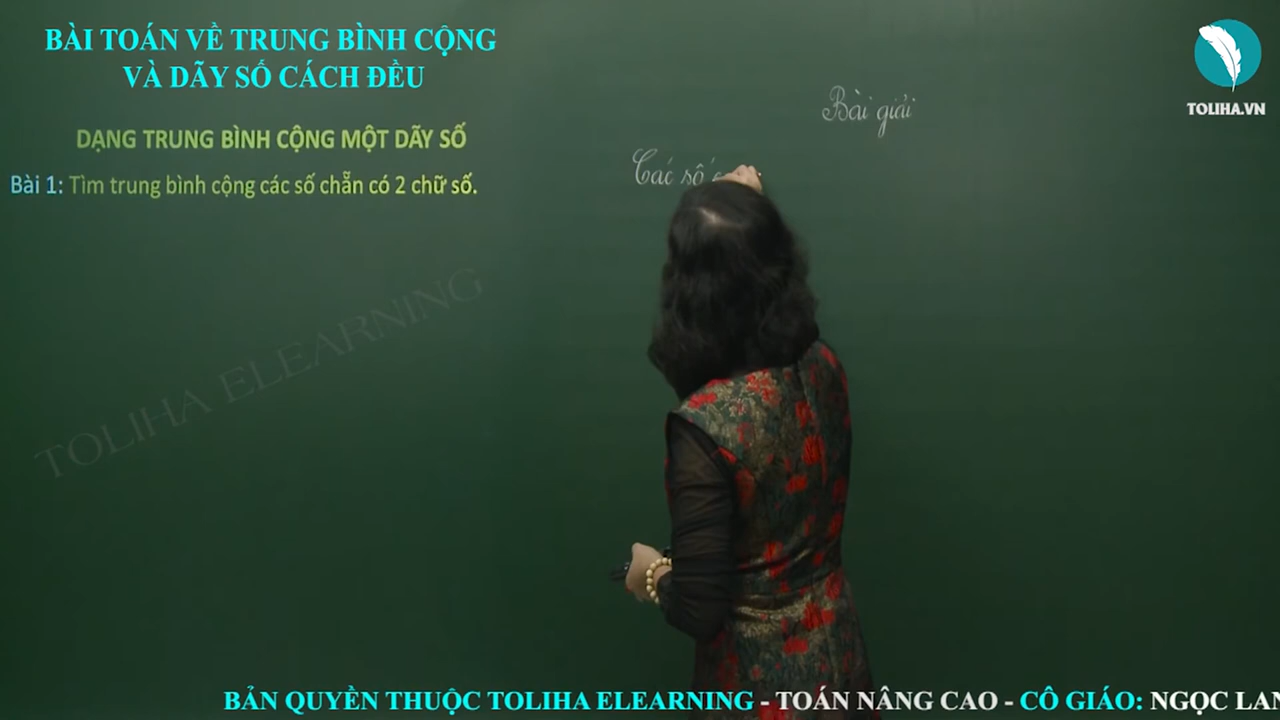 BÀI TOÁN VỀ TRUNG BÌNH CỘNG
VÀ DÃY SỐ CÁCH ĐỀU
DẠNG TRUNG BÌNH CỘNG MỘT DÃY SỐ
Bài 1: Tìm trung bình cộng các số chẵn có 2 chữ số.
Bài giải
Các số
TOLIHA.VN
TOLIHA ELEARNING
BẢN QUYỀN THUỘC TOLIHA ELEARNING - TOÁN NÂNG CAO - CÔ GIÁO: NGỌC LAN